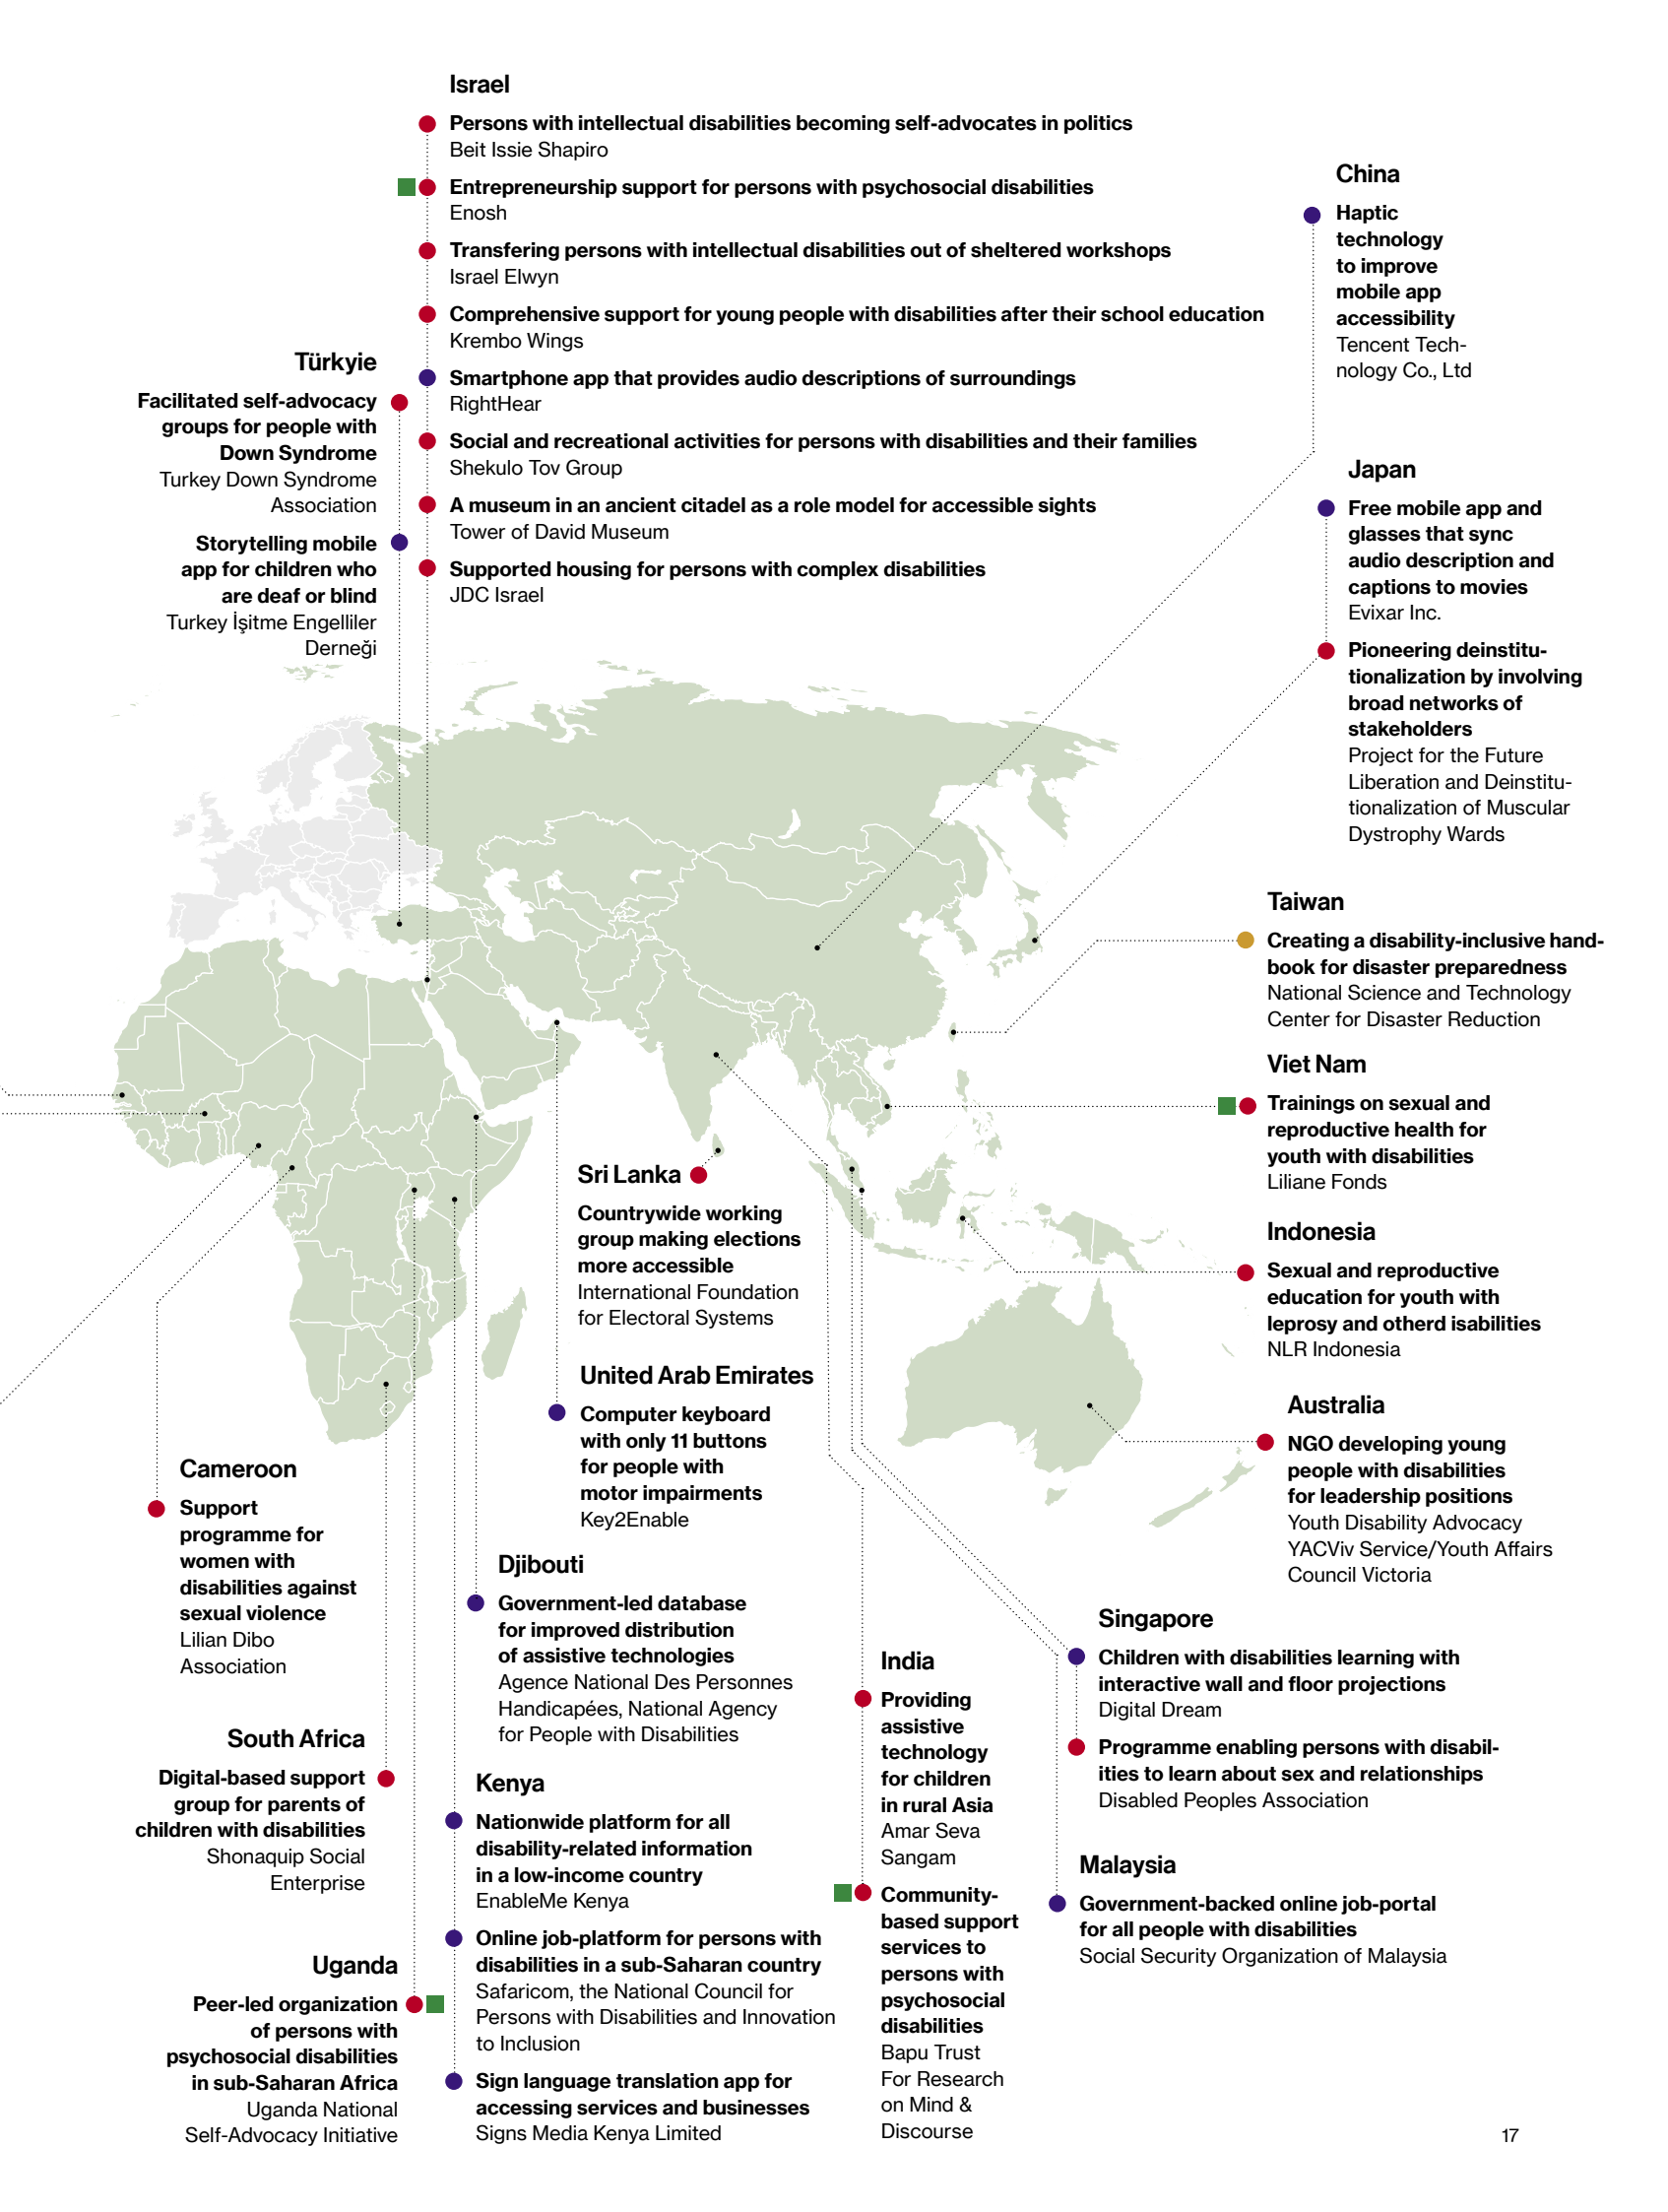 Israel
Persons with intellectual disabilities becoming self-advocates in politics
Beit Issie Shapiro
Entrepreneurship support for persons with psychosocial disabilities
Enosh
Transfering persons with intellectual disabilities out of sheltered workshops
Israel Elwyn
Comprehensive support for young people with disabilities after their school education
Krembo Wings
Smartphone app that provides audio descriptions of surroundings
RightHear
Social and recreational activities for persons with disabilities and their families
Shekulo Tov Group
A museum in an ancient citadel as a role model for accessible sights
Tower of David Museum
Supported housing for persons with complex disabilities
JDC Israel
Türkyie
Facilitated self-advocacy
groups for people with
Down Syndrome
Turkey Down Syndrome
Association
Storytelling mobile
app for children who
are deaf or blind
Turkey İşitme Engelliler
Derneği
China
Haptic
technology
to improve
mobile app
accessibility
Tencent Tech-
nology Co., Ltd
Japan
Free mobile app and
glasses that sync
audio description and
captions to movies
Evixar Inc.
Pioneering deinstitu-
tionalization by involving
broad networks of
stakeholders
Project for the Future
Liberation and Deinstitu-
tionalization of Muscular
Dystrophy Wards
Taiwan
Creating a disability-inclusive hand-
book for disaster preparedness
National Science and Technology
Center for Disaster Reduction
Viet Nam
Trainings on sexual and
reproductive health for
youth with disabilities
Liliane Fonds
Indonesia
Sexual and reproductive
education for youth with
leprosy and otherd isabilities
NLR Indonesia
Australia
NGO developing young
people with disabilities
for leadership positions
Youth Disability Advocacy
YACViv Service/Youth Affairs
Council Victoria
Sri Lanka
Countrywide working
group making elections
more accessible
International Foundation
for Electoral Systems
United Arab Emirates
Computer keyboard
with only 11 buttons
for people with
motor impairments
Key2Enable
Cameroon
Support
programme for
women with
disabilities against
sexual violence
Lilian Dibo
Association
Djibouti
Government-led database
for improved distribution
of assistive technologies
Agence National Des Personnes
Handicapées, National Agency
for People with Disabilities
South Africa
Digital-based support
group for parents of
children with disabilities
Shonaquip Social
Enterprise
Kenya
Nationwide platform for all
disability-related information
in a low-income country
EnableMe Kenya
Online job-platform for persons with
disabilities in a sub-Saharan country
Safaricom, the National Council for
Persons with Disabilities and Innovation
to Inclusion
Sign language translation app for
accessing services and businesses
Signs Media Kenya Limited
Uganda
Peer-led organization
of persons with
psychosocial disabilities
in sub-Saharan Africa
Uganda National
Self-Advocacy Initiative
India
Providing
assistive
technology
for children
in rural Asia
Amar Seva
Sangam
Community-
based support
services to
persons with
psychosocial
disabilities
Bapu Trust
For Research
on Mind &
Discourse
Singapore
Children with disabilities learning with
interactive wall and floor projections
Digital Dream
Programme enabling persons with disabil-
ities to learn about sex and relationships
Disabled Peoples Association
Malaysia
Government-backed online job-portal
for all people with disabilities
Social Security Organization of Malaysia
17